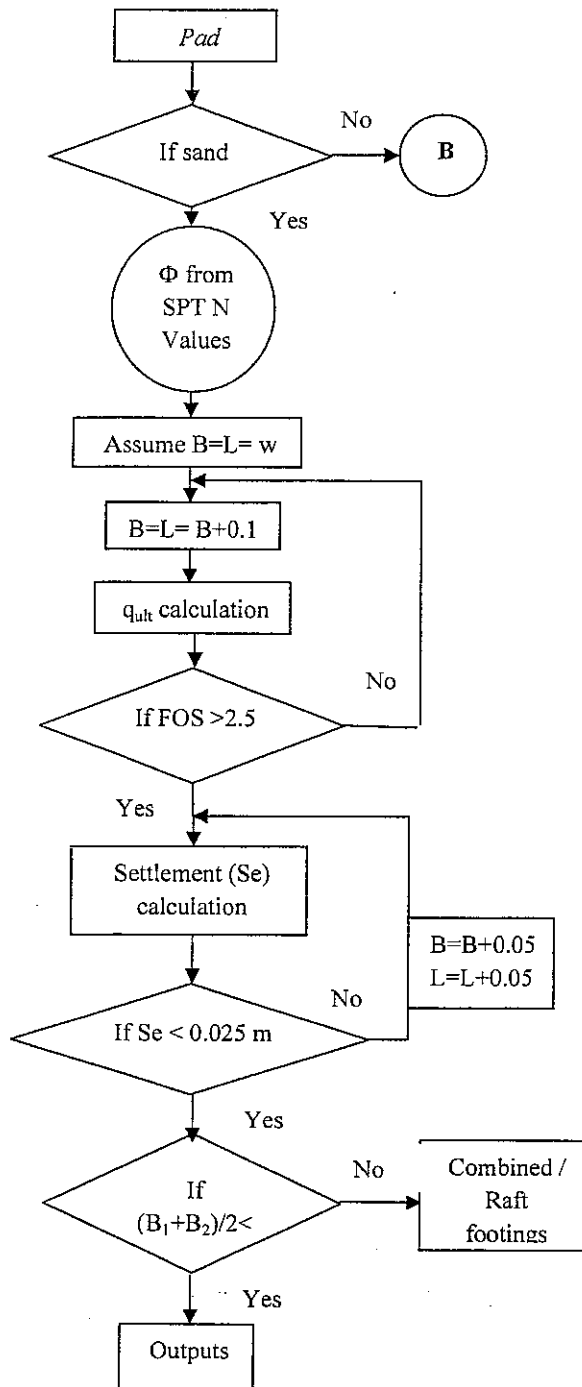 Pad
No
If sand
B
Yes
Φ from
SPT N
Values
Assume B=L= w
B=L= B+0.1
q_ult calculation
No
If FOS >2.5
Yes
Settlement (Se)
calculation
B=B+0.05
L=L+0.05
No
If Se < 0.025 m
Yes
No
Combined /
Raft
footings
If
(B₁+B₂)/2<
Yes
Outputs